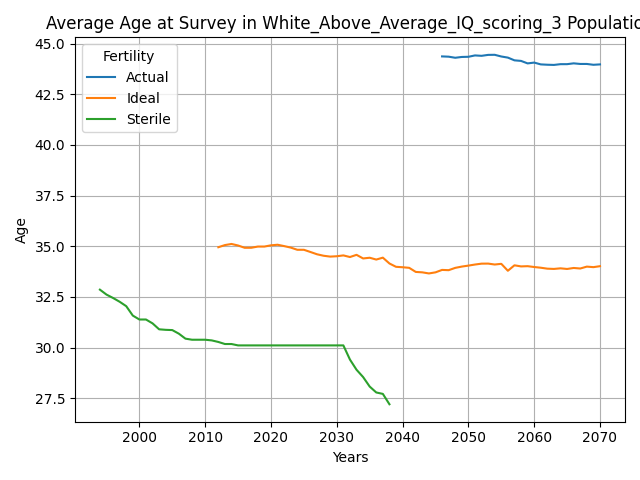 Average Age at Survey in White_Above_Average_IQ_scoring_3 Populatio
45.0
42.5
40.0
37.5
35.0
32.5
30.0
27.5
Age
Fertility
Actual
Ideal
Sterile
2000 2010 2020 2030 2040 2050 2060 2070
Years